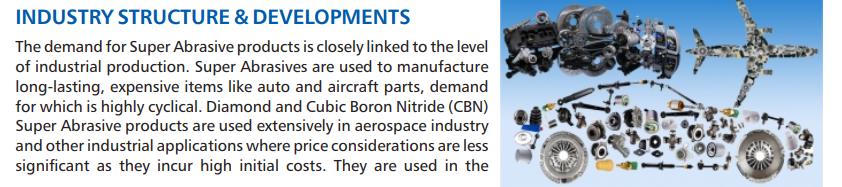 INDUSTRY STRUCTURE & DEVELOPMENTS
The demand for Super Abrasive products is closely linked to the level
of industrial production. Super Abrasives are used to manufacture
long-lasting, expensive items like auto and aircraft parts, demand
for which is highly cyclical. Diamond and Cubic Boron Nitride (CBN)
Super Abrasive products are used extensively in aerospace industry
and other industrial applications where price considerations are less
significant as they incur high initial costs. They are used in the